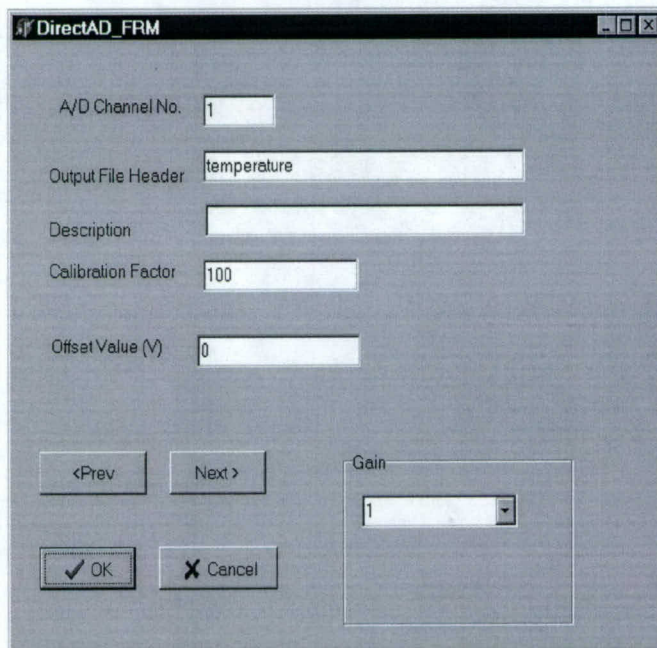 DirectAD_FRM
A/D Channel No. 1
Output File Header temperature
Description
Calibration Factor 100
Offset Value (V) 0
<Prev Next > Gain
1
OK Cancel